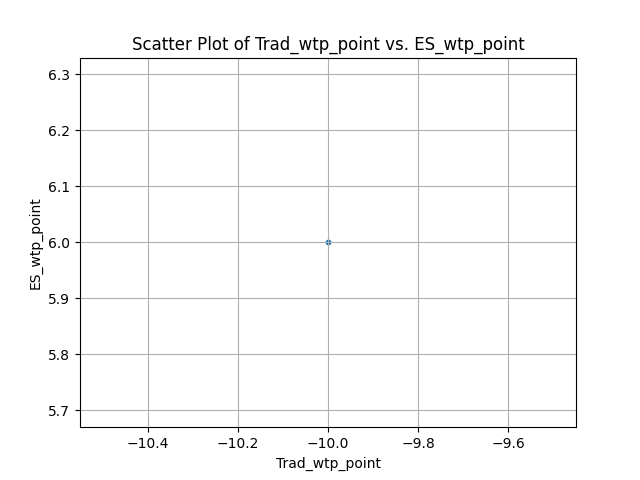 Scatter Plot of Trad_wtp_point vs. ES_wtp_point
6.3
6.2
6.1
6.0
5.9
5.8
5.7
ES_wtp_point
−10.4 −10.2 −10.0 −9.8 −9.6
Trad_wtp_point